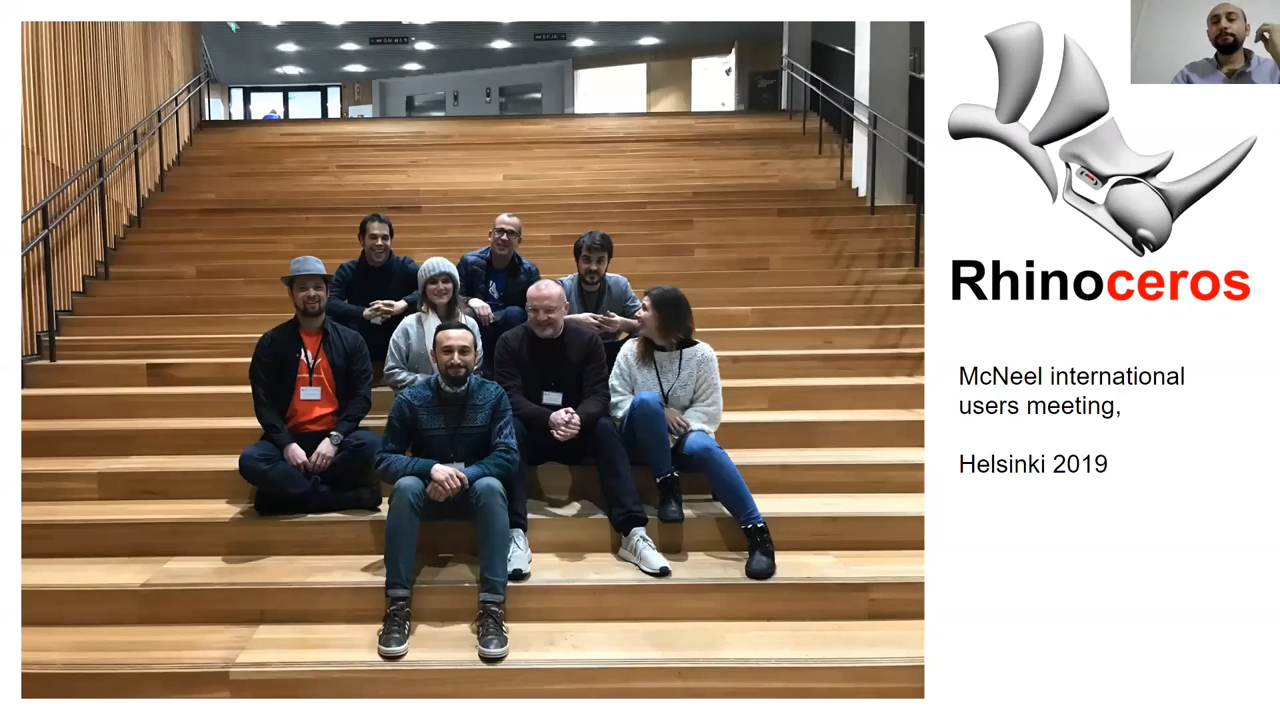 Rhinoceros
McNeel international
users meeting,
Helsinki 2019